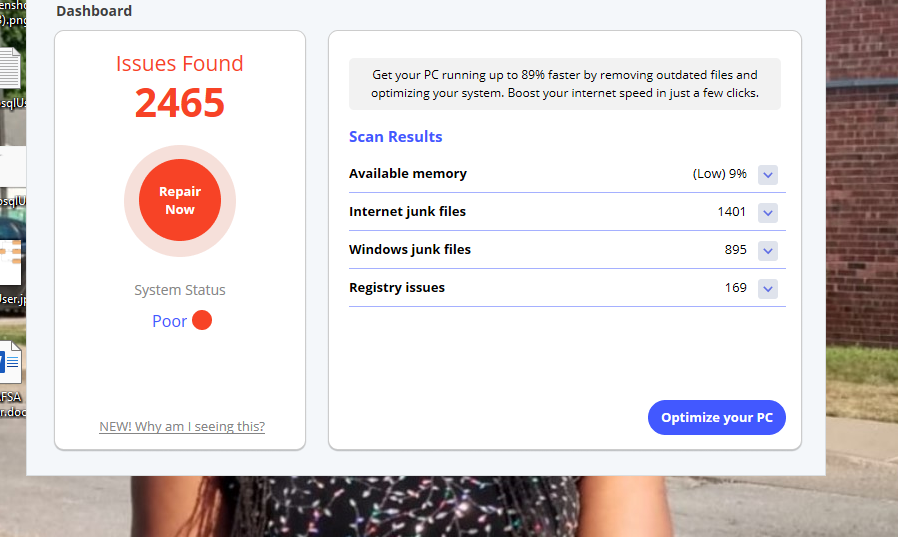 Dashboard
Issues Found
2465
Repair
Now
System Status
Poor
NEW! Why am I seeing this?
Get your PC running up to 89% faster by removing outdated files and
optimizing your system. Boost your internet speed in just a few clicks.
Scan Results
Available memory (Low) 9%
Internet junk files 1401
Windows junk files 895
Registry issues 169
Optimize your PC
).png
sqlUs
sqlU
Jser.jp
AFSA
r.doc